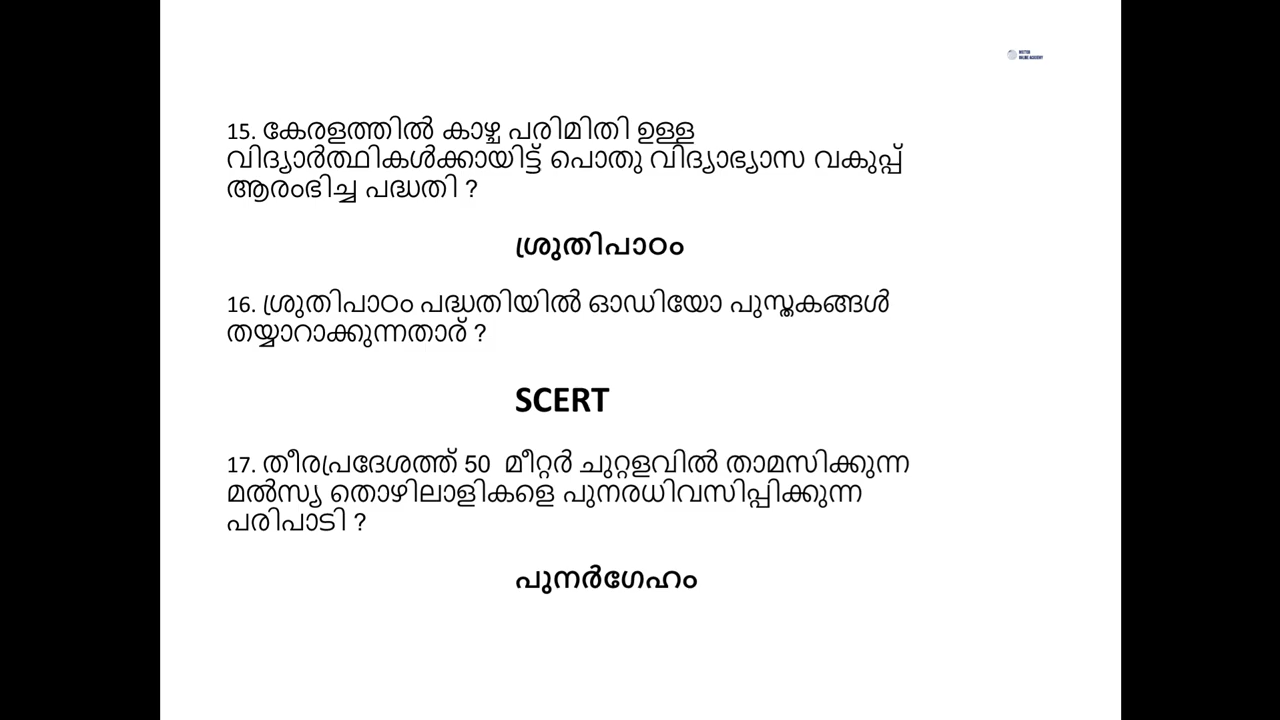 15. കേരളത്തിൽ കാഴ്ച പരിമിതി ഉള്ള
വിദ്യാർത്ഥികൾക്കായിട്ട് പൊതു വിദ്യാഭ്യാസ വകുപ്പ്
ആരംഭിച്ച പദ്ധതി ?
ശ്രുതിപാഠം
16. ശ്രുതിപാഠം പദ്ധതിയിൽ ഓഡിയോ പുസ്തകങ്ങൾ
തയ്യാറാക്കുന്നതാര് ?
SCERT
17. തീരപ്രദേശത്ത് 50 മീറ്റർ ചുറ്റളവിൽ താമസിക്കുന്ന
മൽസ്യ തൊഴിലാളികളെ പുനരധിവസിപ്പിക്കുന്ന
പരിപാടി ?
പുനർഗേഹം